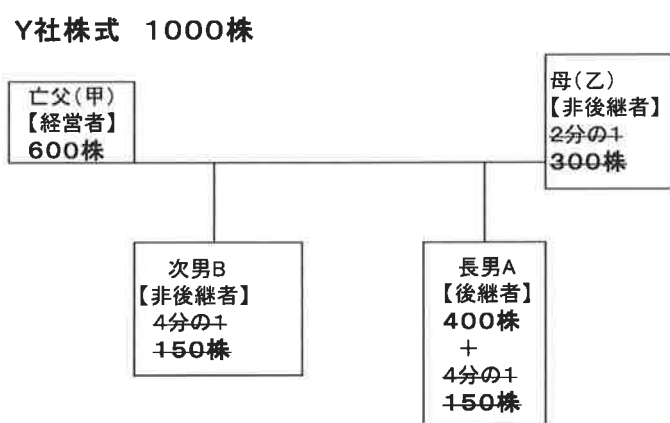 Y社株式 1000株
亡父(甲)
【経営者】
600株
母(乙)
【非後継者】
2分の1
300株
次男B
【非後継者】
4分の1
150株
長男A
【後継者】
400株
+
4分の1
150株